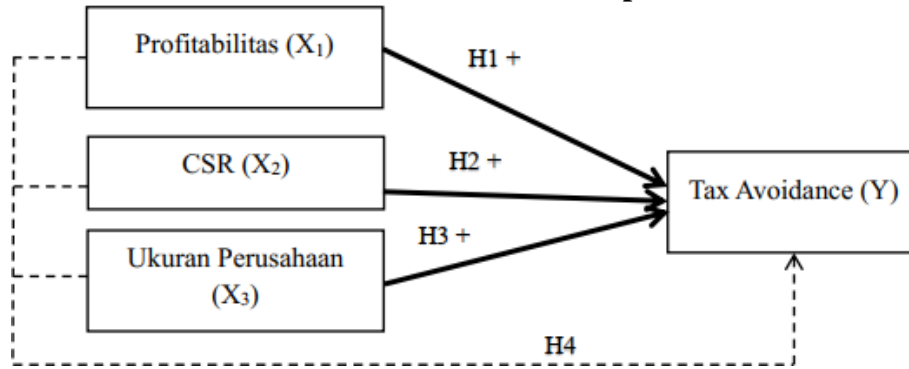 Profitabilitas (X₁)
H1 +
CSR (X₂)
H2 +
Tax Avoidance (Y)
H3 +
Ukuran Perusahaan
(X₃)
H4